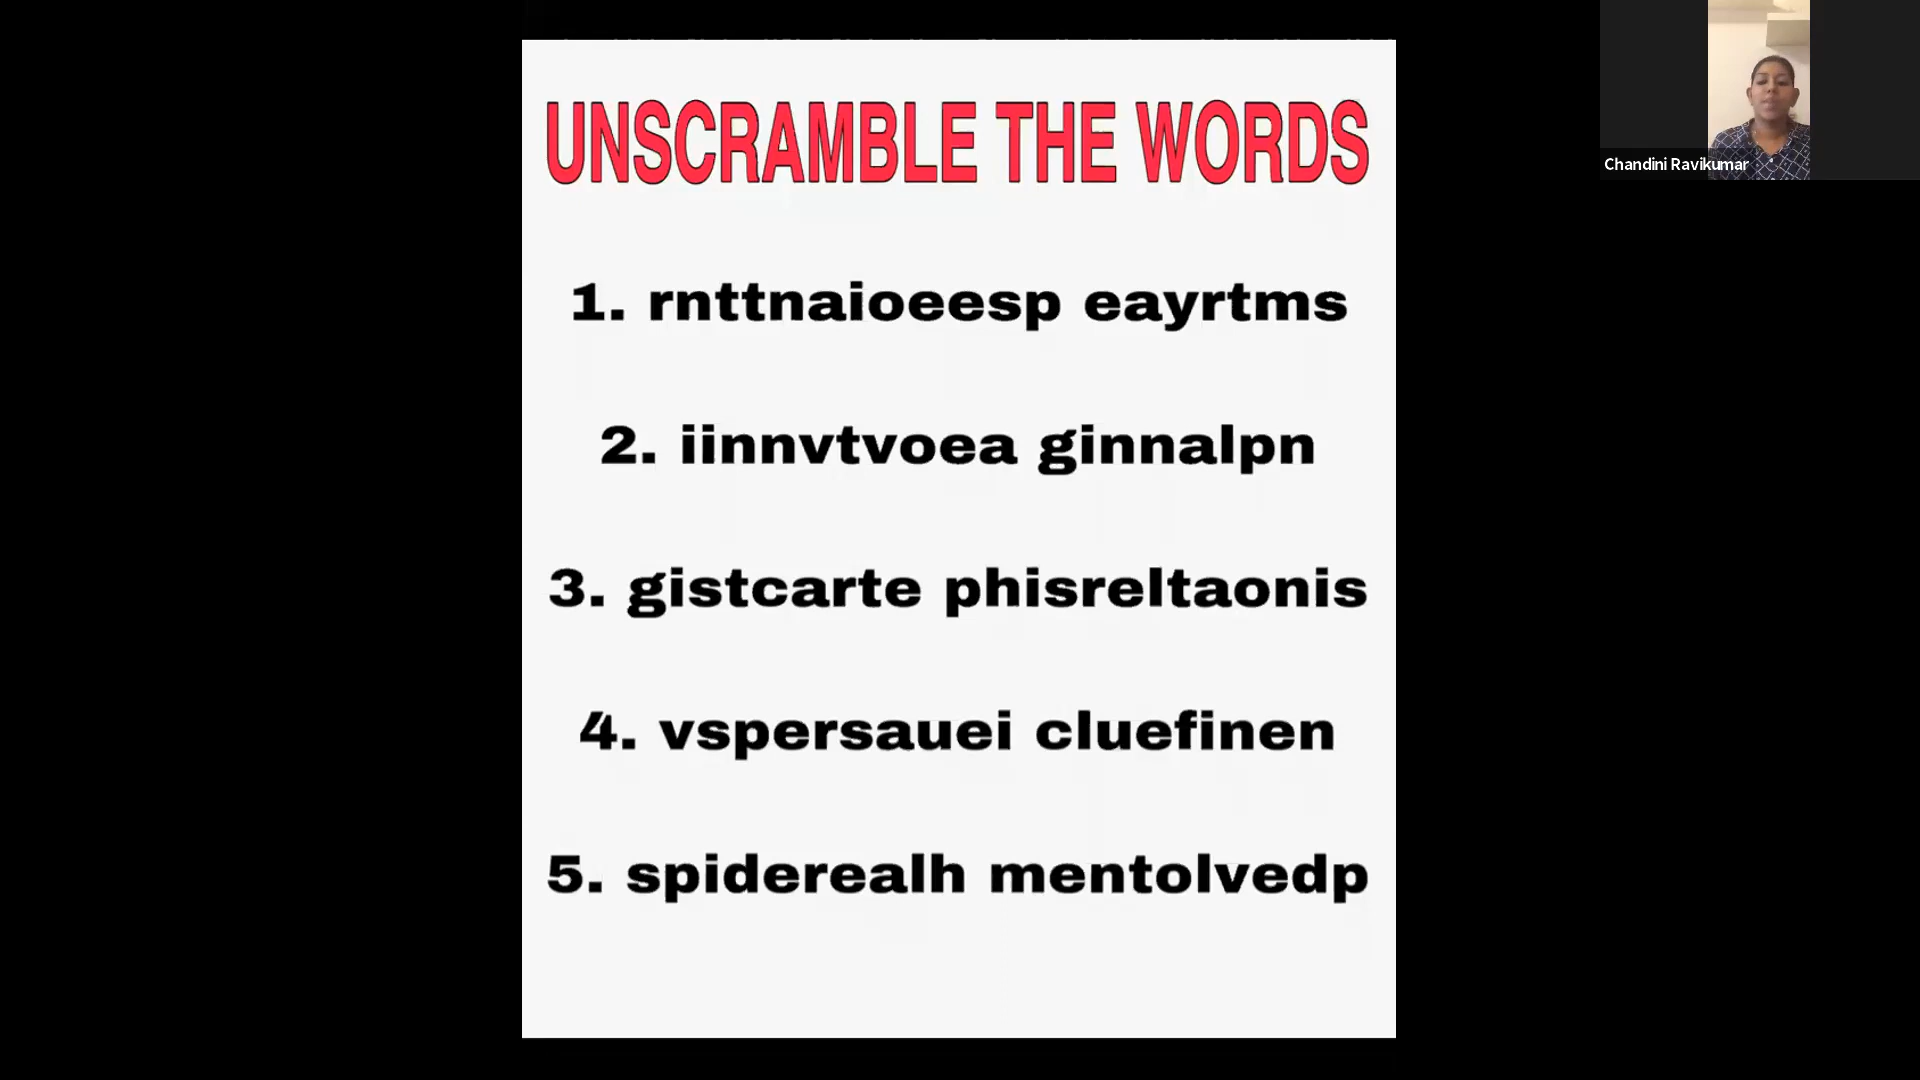 UNSCRAMBLE THE WORDS
Chandini Ravikumar
1. rnttnaioeesp eayrtms
2. iinnvtvoea ginnalpn
3. gistcarte phisreltaonis
4. vspersauei cluefinen
5. spiderealh mentolvedp